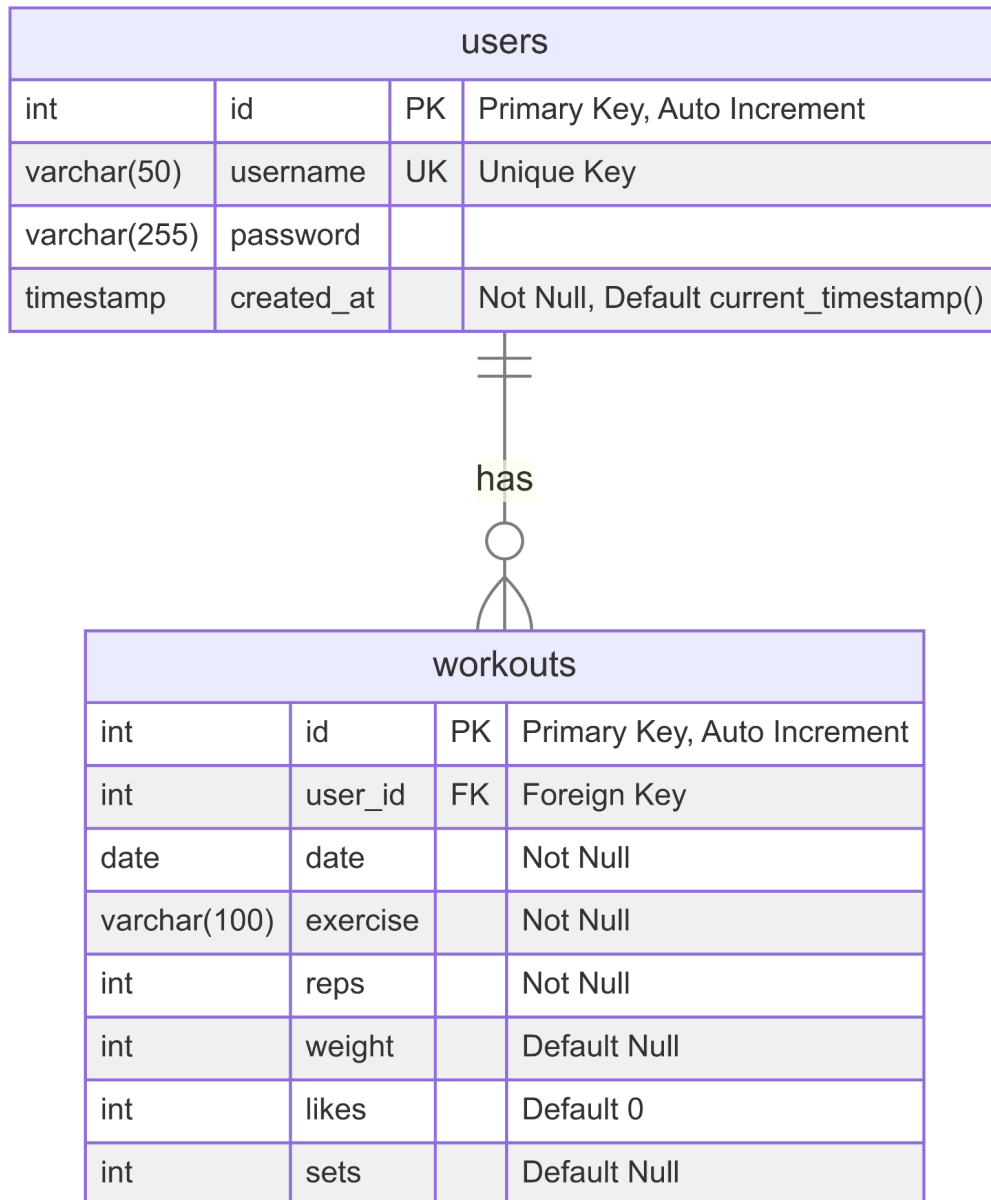 users
int id PK Primary Key, Auto Increment
varchar(50) username UK Unique Key
varchar(255) password
timestamp created_at Not Null, Default current_timestamp()
has
workouts
int id PK Primary Key, Auto Increment
int user_id FK Foreign Key
date date Not Null
varchar(100) exercise Not Null
int reps Not Null
int weight Default Null
int likes Default 0
int sets Default Null